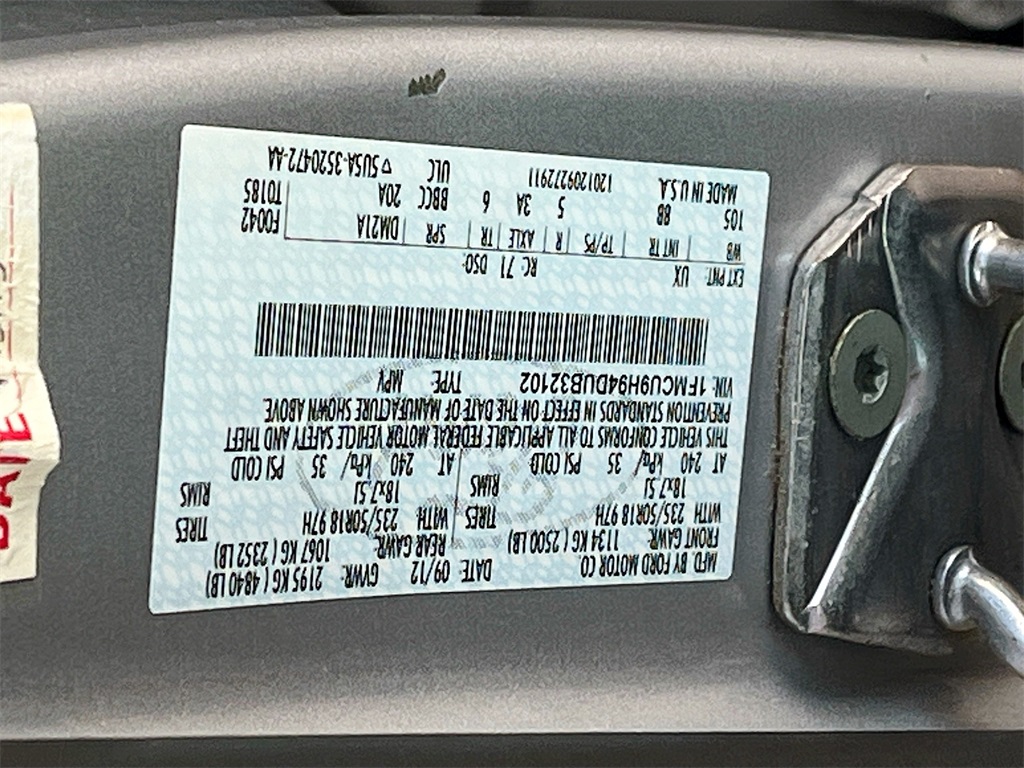 MFD. BY FORD MOTOR CO
DATE: 09/12 GVWR: 2195 KG ( 4840 LB)
FRONT GAWR: 1134 KG ( 2500 LB) REAR GAWR: 1067 KG ( 2352 LB)
WITH 235/50R18 97H TIRES WITH 235/50R18 97H TIRES
18x7.5J RIMS 18x7.5J RIMS
AT 240 kPa/ 35 PSI COLD AT 240 kPa/ 35 PSI COLD
THIS VEHICLE CONFORMS TO ALL APPLICABLE FEDERAL MOTOR VEHICLE SAFETY AND THEFT
PREVENTION STANDARDS IN EFFECT ON THE DATE OF MANUFACTURE SHOWN ABOVE
VIN: 1FMCU9H94DUB32102 TYPE: MPV
EXT PNT: UX RC: 71 DSO:
WB INT TR TP/PS R AXLE TR SPR DM21A F0042
105 88 5 3A 6 BBCC 20A T0185
MADE IN U.S.A. 1201209272911 ULC ▽5U5A-3520472-AA